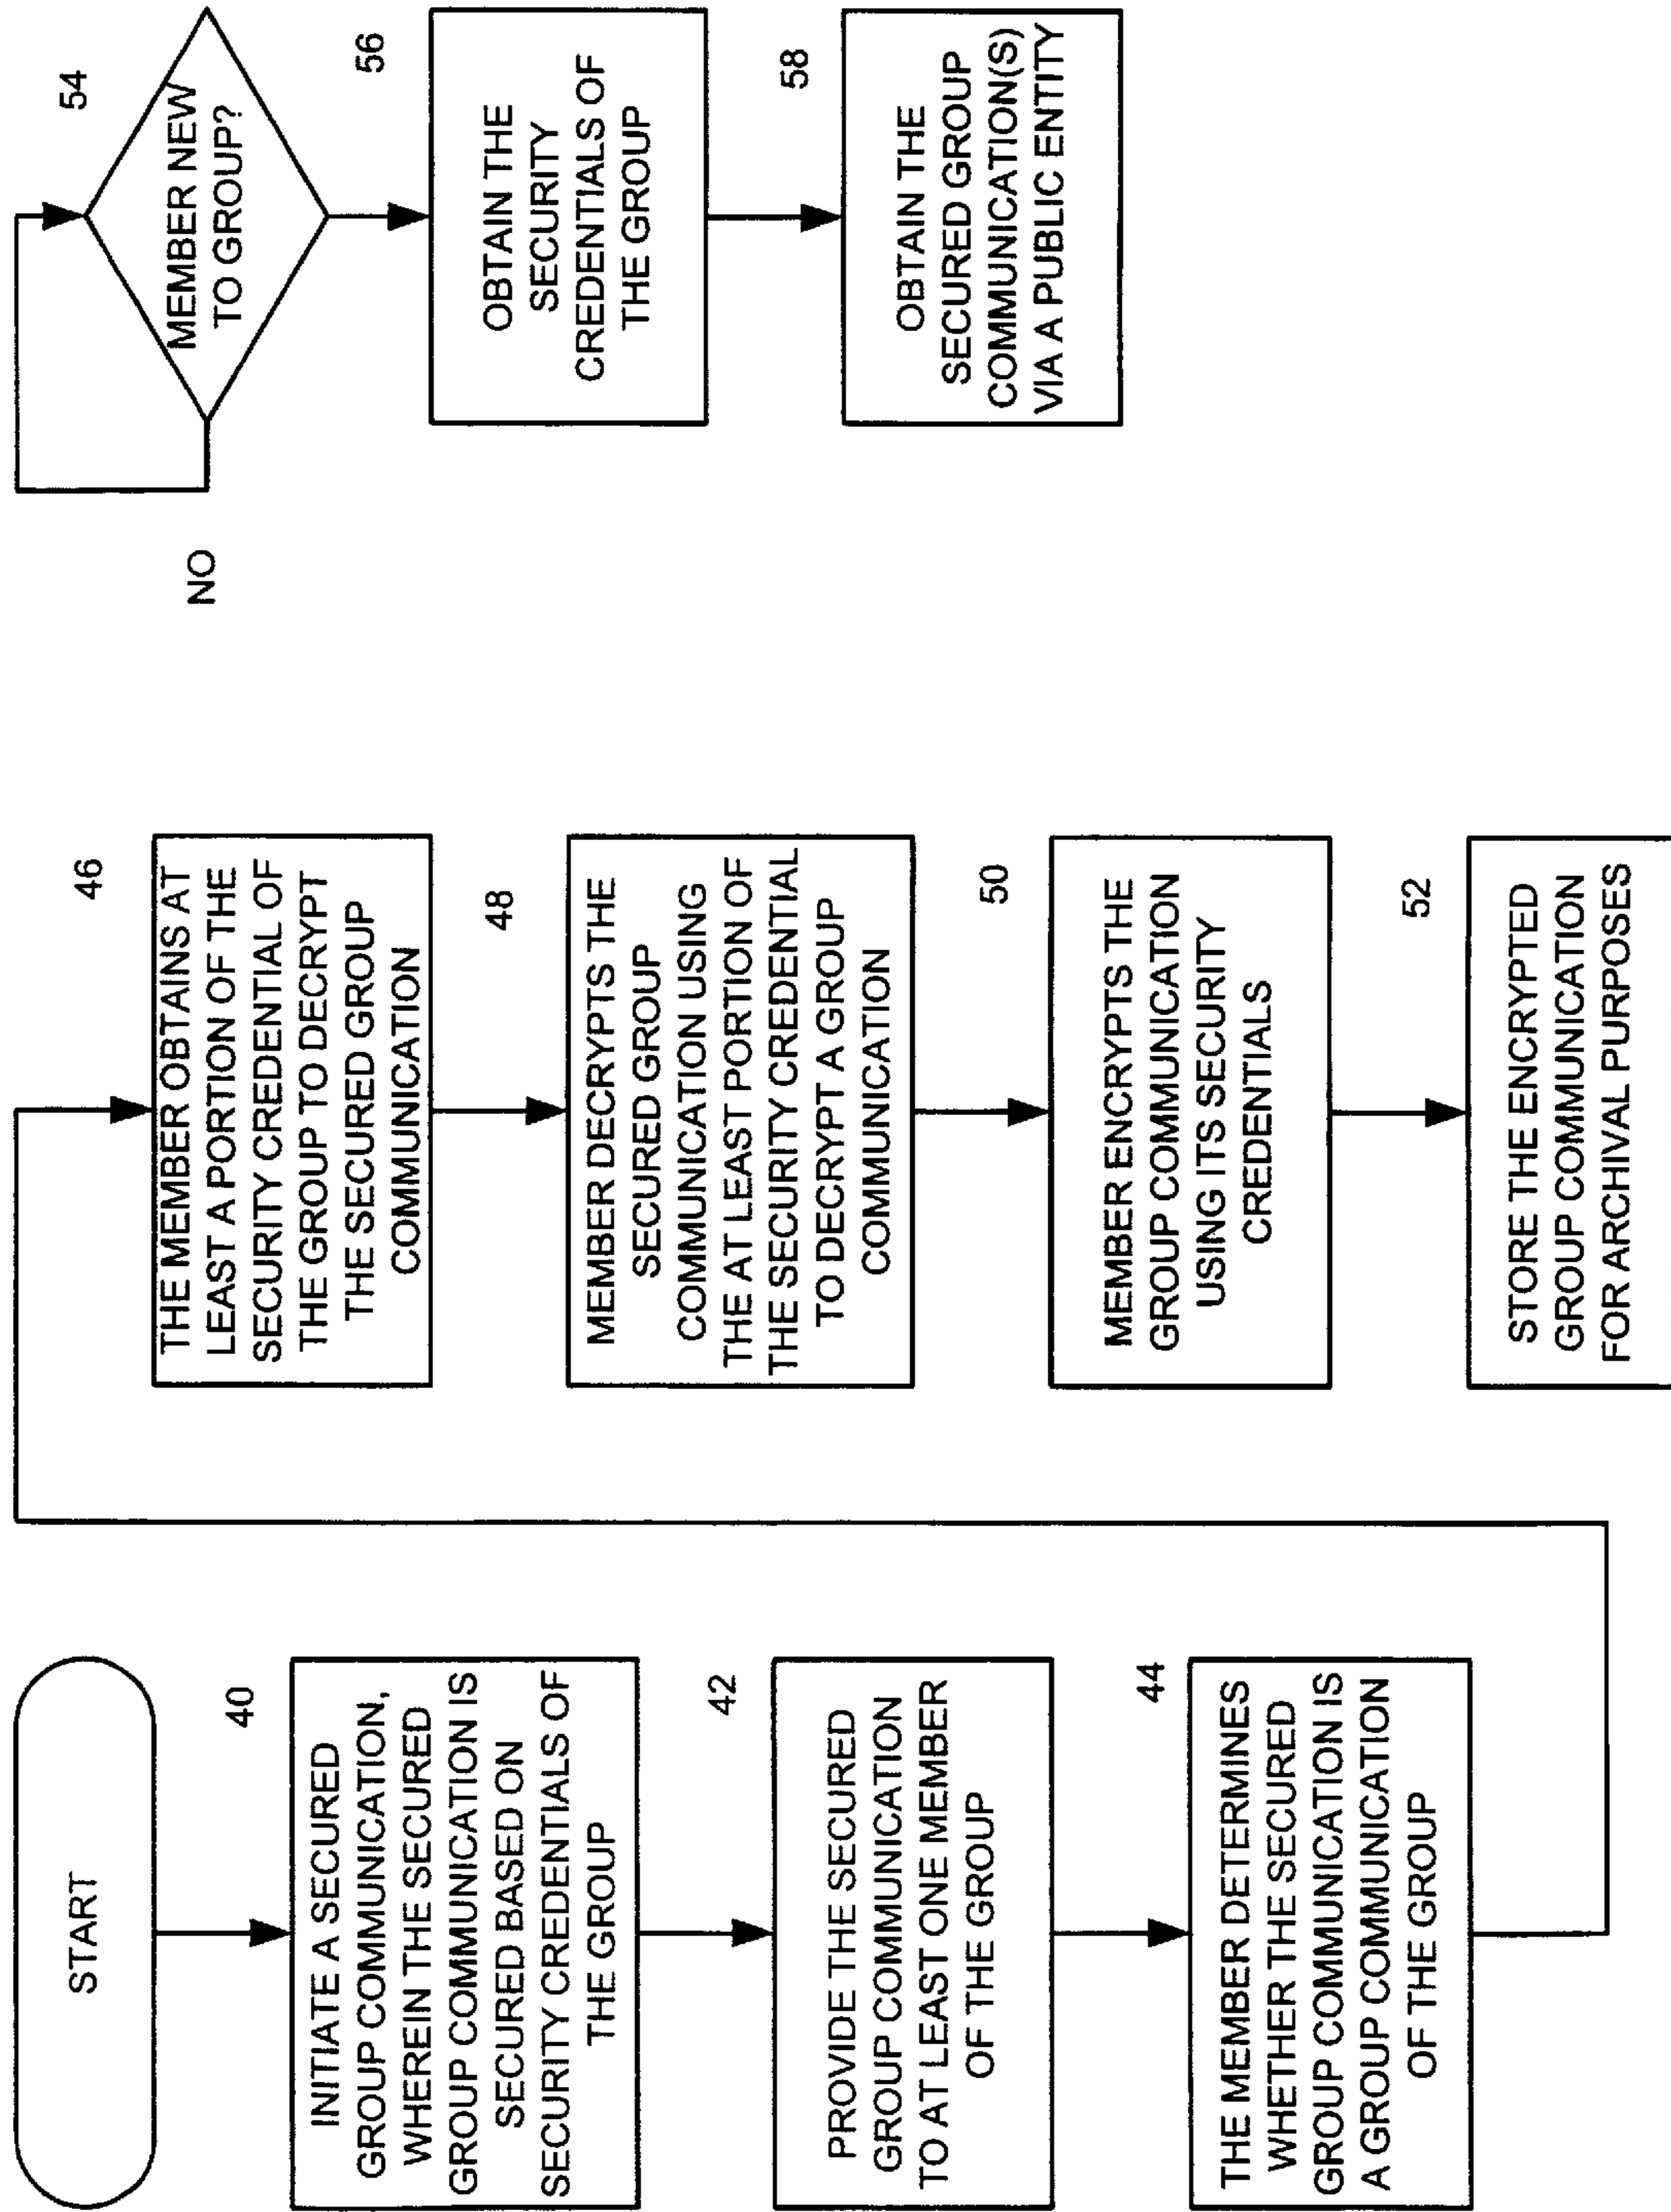 START
40
INITIATE A SECURED
GROUP COMMUNICATION,
WHEREIN THE SECURED
GROUP COMMUNICATION IS
SECURED BASED ON
SECURITY CREDENTIALS OF
THE GROUP
42
PROVIDE THE SECURED
GROUP COMMUNICATION
TO AT LEAST ONE MEMBER
OF THE GROUP
44
THE MEMBER DETERMINES
WHETHER THE SECURED
GROUP COMMUNICATION IS
A GROUP COMMUNICATION
OF THE GROUP
46
THE MEMBER OBTAINS AT
LEAST A PORTION OF THE
SECURITY CREDENTIAL OF
THE GROUP TO DECRYPT
THE SECURED GROUP
COMMUNICATION
48
MEMBER DECRYPTS THE
SECURED GROUP
COMMUNICATION USING
THE AT LEAST PORTION OF
THE SECURITY CREDENTIAL
TO DECRYPT A GROUP
COMMUNICATION
50
MEMBER ENCRYPTS THE
GROUP COMMUNICATION
USING ITS SECURITY
CREDENTIALS
52
STORE THE ENCRYPTED
GROUP COMMUNICATION
FOR ARCHIVAL PURPOSES
54
MEMBER NEW
TO GROUP?
NO
56
OBTAIN THE
SECURITY
CREDENTIALS OF
THE GROUP
58
OBTAIN THE
SECURED GROUP
COMMUNICATION(S)
VIA A PUBLIC ENTITY